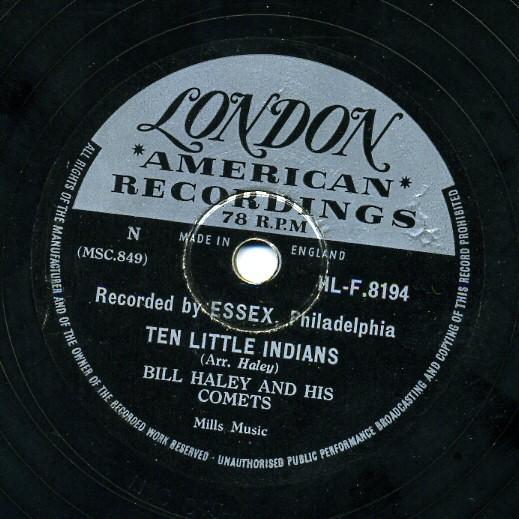 LONDON
*AMERICAN*
RECORDINGS
78 R.P.M
N
MADE IN ENGLAND
(MSC.849)
HL-F.8194
Recorded by ESSEX, Philadelphia
TEN LITTLE INDIANS
(Arr. Haley)
BILL HALEY AND HIS
COMETS
Mills Music
ALL RIGHTS OF THE MANUFACTURER AND OF THE OWNER OF THE RECORDED WORK RESERVED · UNAUTHORISED PUBLIC PERFORMANCE BROADCASTING AND COPYING OF THIS RECORD PROHIBITED